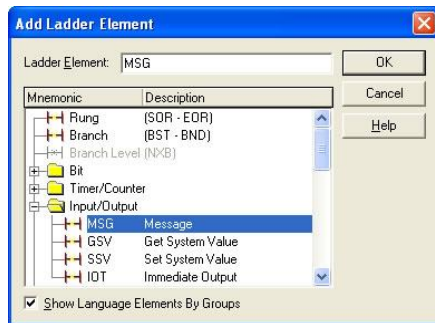 Add Ladder Element
Ladder Element: MSG
OK
Cancel
Help
Mnemonic Description
Rung (SOR - EOR)
Branch (BST - BND)
Branch Level (NXB)
Bit
Timer/Counter
Input/Output
MSG Message
GSV Get System Value
SSV Set System Value
IOT Immediate Output
Show Language Elements By Groups